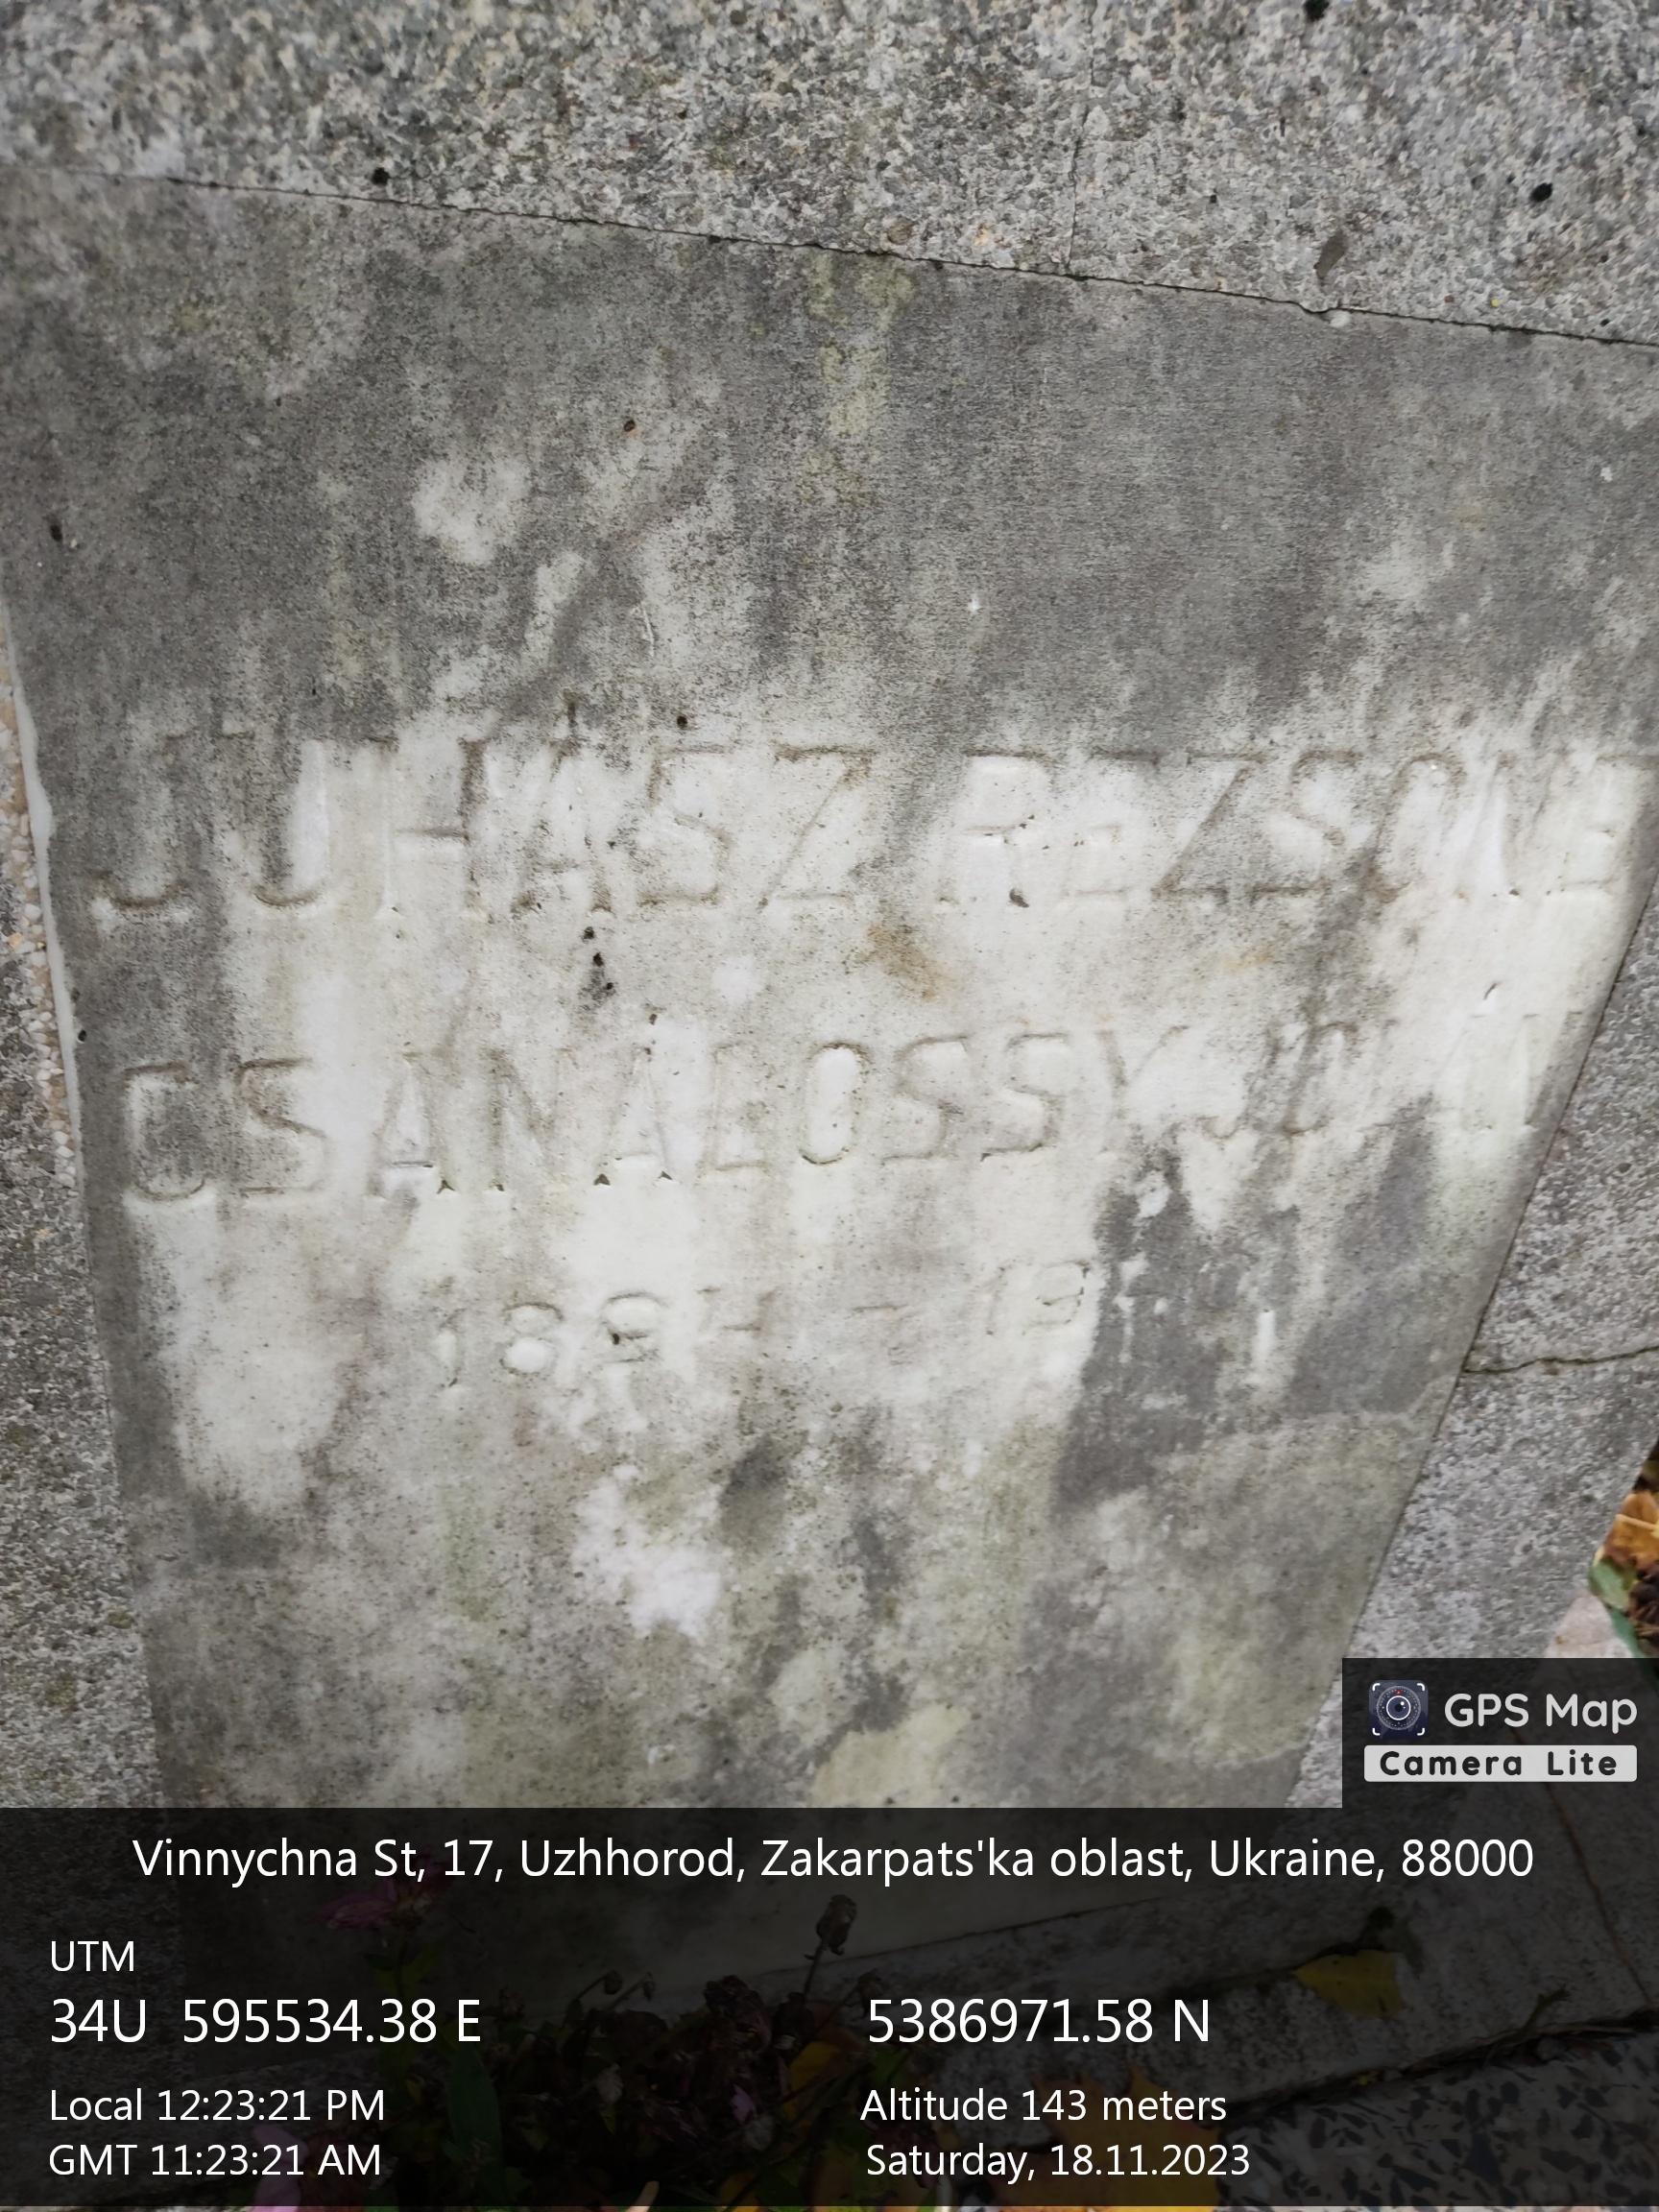 JUHÁSZ REZSŐNÉ
CSANÁLOSSY
GPS Map
Camera Lite
Vinnychna St, 17, Uzhhorod, Zakarpats'ka oblast, Ukraine, 88000
UTM
34U 595534.38 E 5386971.58 N
Local 12:23:21 PM Altitude 143 meters
GMT 11:23:21 AM Saturday, 18.11.2023